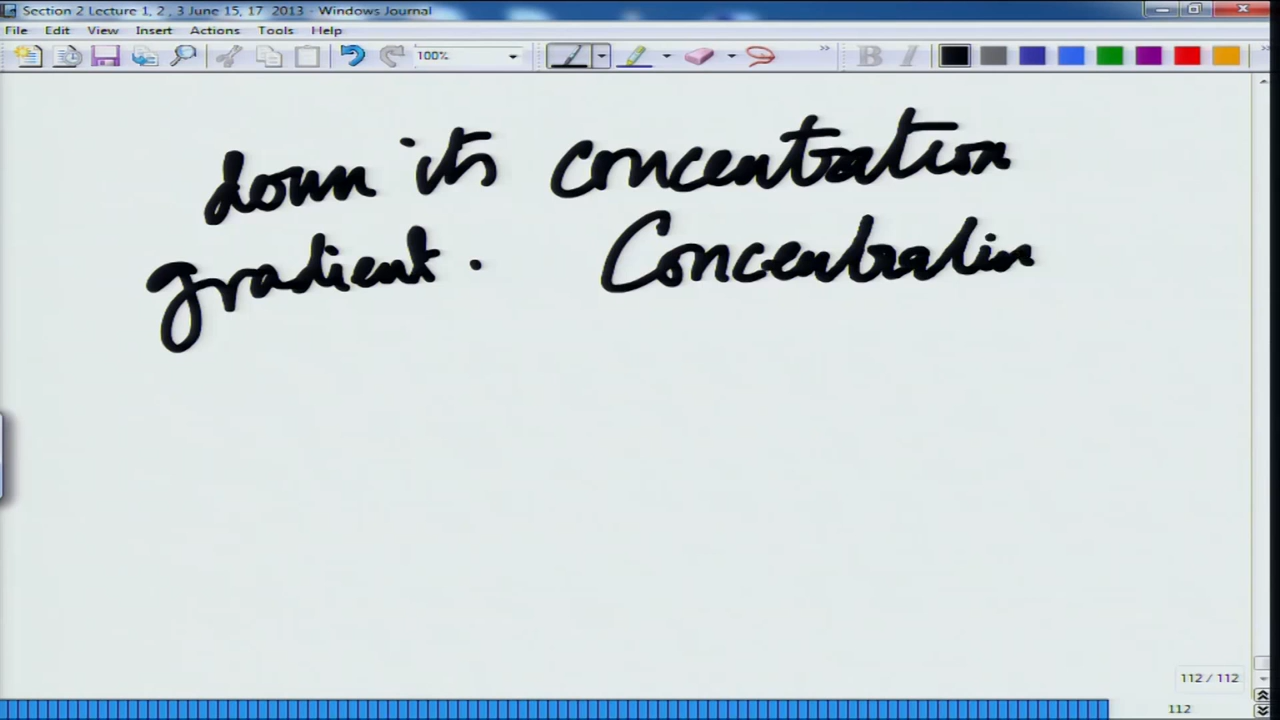 Section 2 Lecture 1, 2 , 3 June 15, 17 2013 - Windows Journal
File Edit View Insert Actions Tools Help
100% B I
down its concentration
gradient. Concentration
112 / 112
112